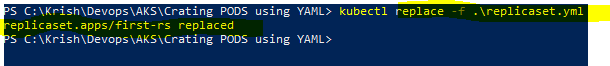 PS C:\Krish\Devops\AKS\Crating PODS using YAML> kubectl replace -f .\replicaset.yml
replicaset.apps/first-rs replaced
PS C:\Krish\Devops\AKS\Crating PODS using YAML>